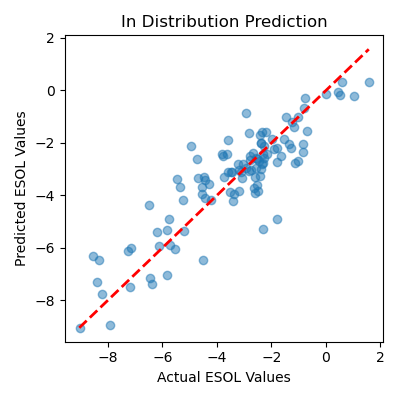 In Distribution Prediction
2
0
−2
−4
−6
−8
Predicted ESOL Values
−8 −6 −4 −2 0 2
Actual ESOL Values